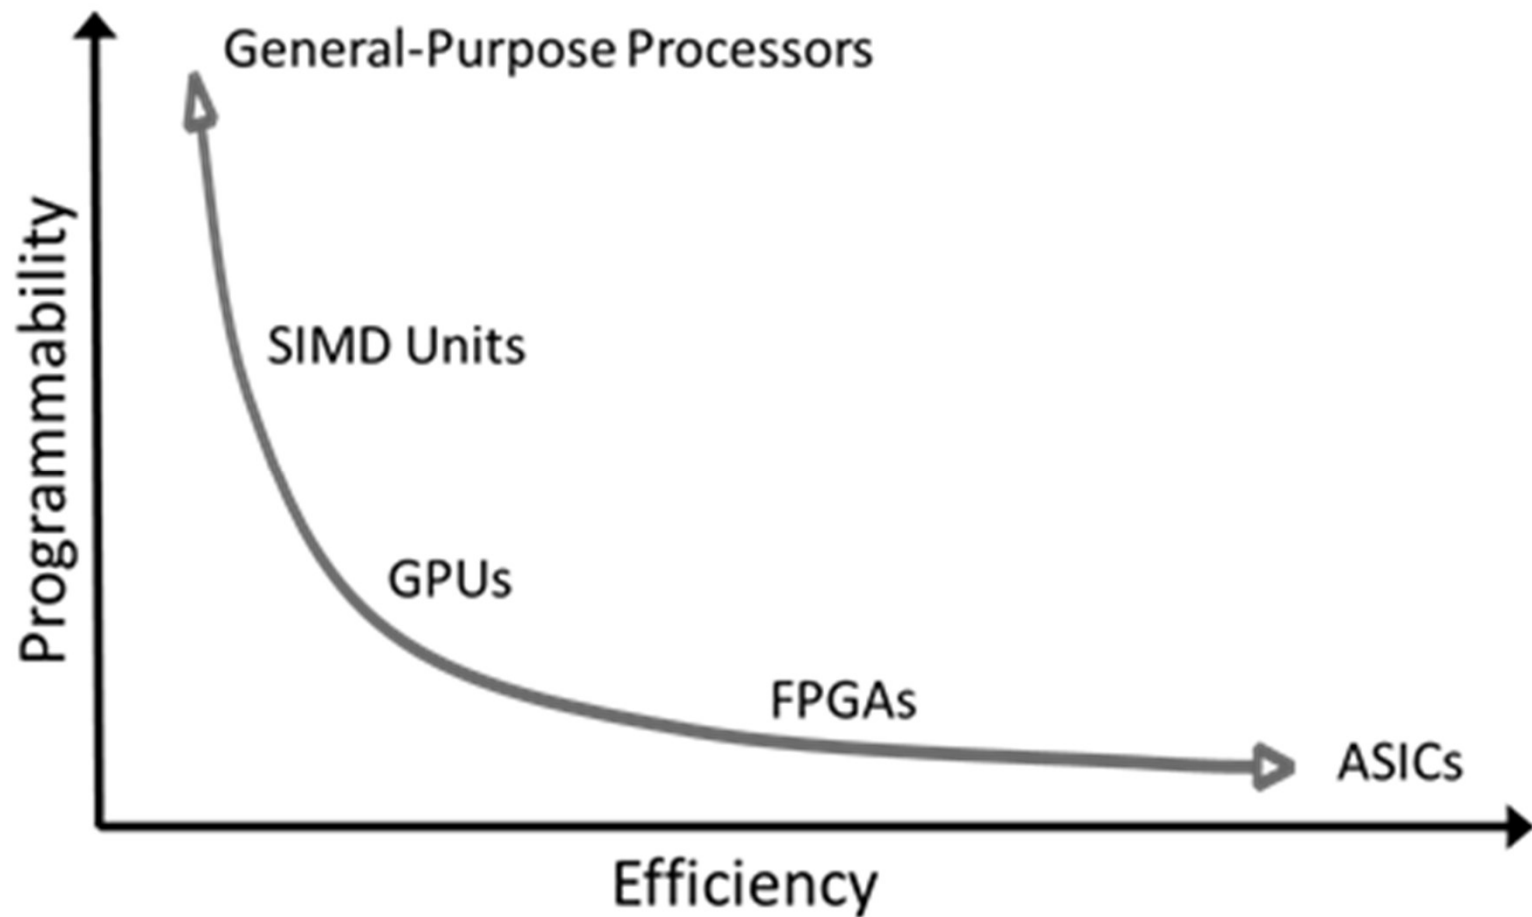 General-Purpose Processors
Programmability
SIMD Units
GPUs
FPGAs
ASICs
Efficiency